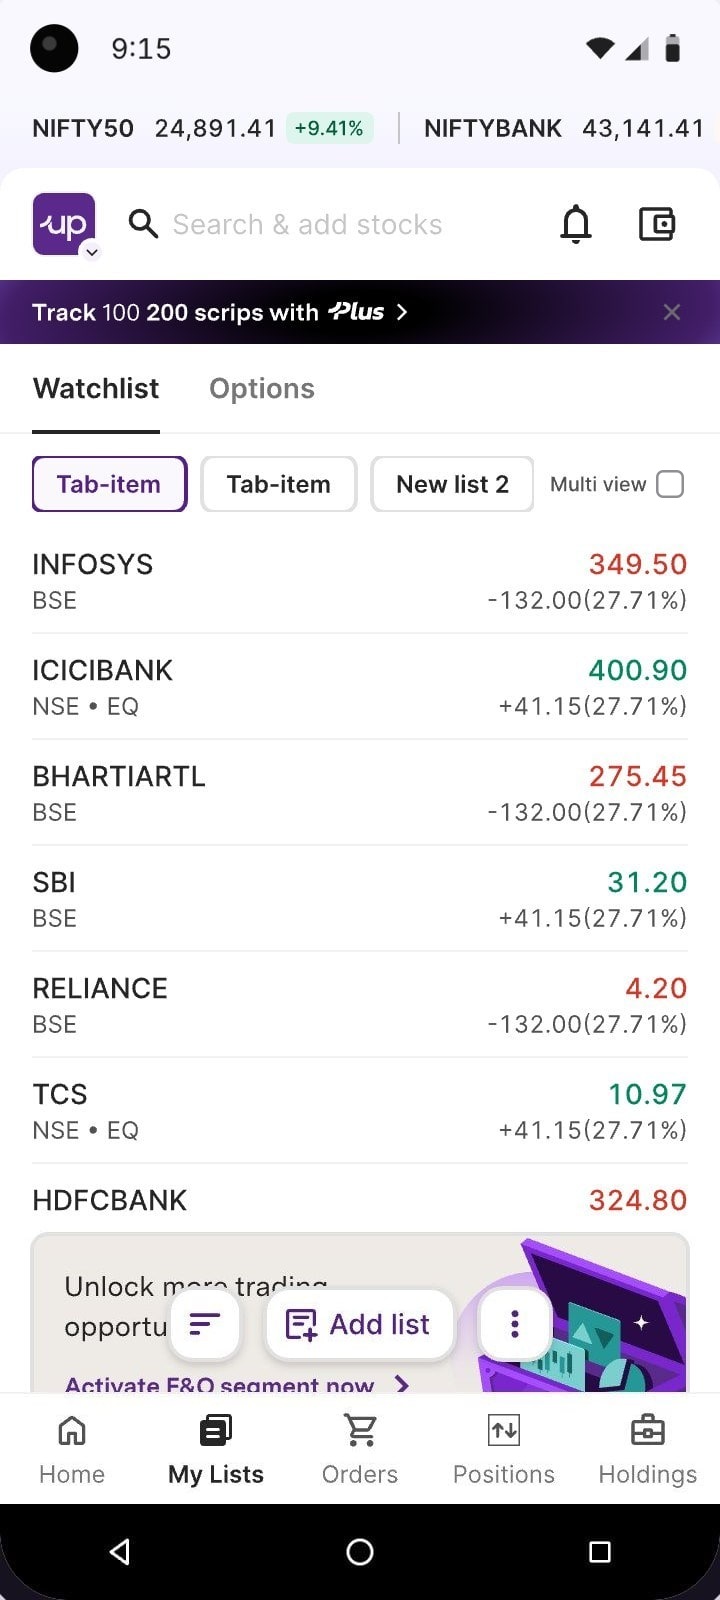 9:15
NIFTY50 24,891.41 +9.41% NIFTYBANK 43,141.41
up Search & add stocks
Track 100 200 scrips with Plus
Watchlist Options
Tab-item Tab-item New list 2 Multi view
INFOSYS 349.50
BSE -132.00(27.71%)
ICICIBANK 400.90
NSE • EQ +41.15(27.71%)
BHARTIARTL 275.45
BSE -132.00(27.71%)
SBI 31.20
BSE +41.15(27.71%)
RELIANCE 4.20
BSE -132.00(27.71%)
TCS 10.97
NSE • EQ +41.15(27.71%)
HDFCBANK 324.80
Unlock more trading
opportu
Add list
Activate F&O segment now
Home My Lists Orders Positions Holdings